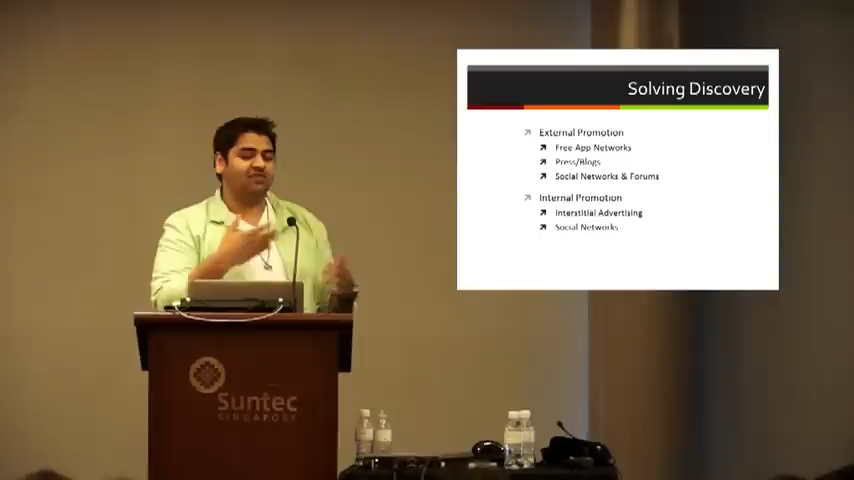 Solving Discovery
External Promotion
Free App Networks
Press/Blogs
Social Networks & Forums
Internal Promotion
Interstitial Advertising
Social Networks
Suntec
SINGAPORE